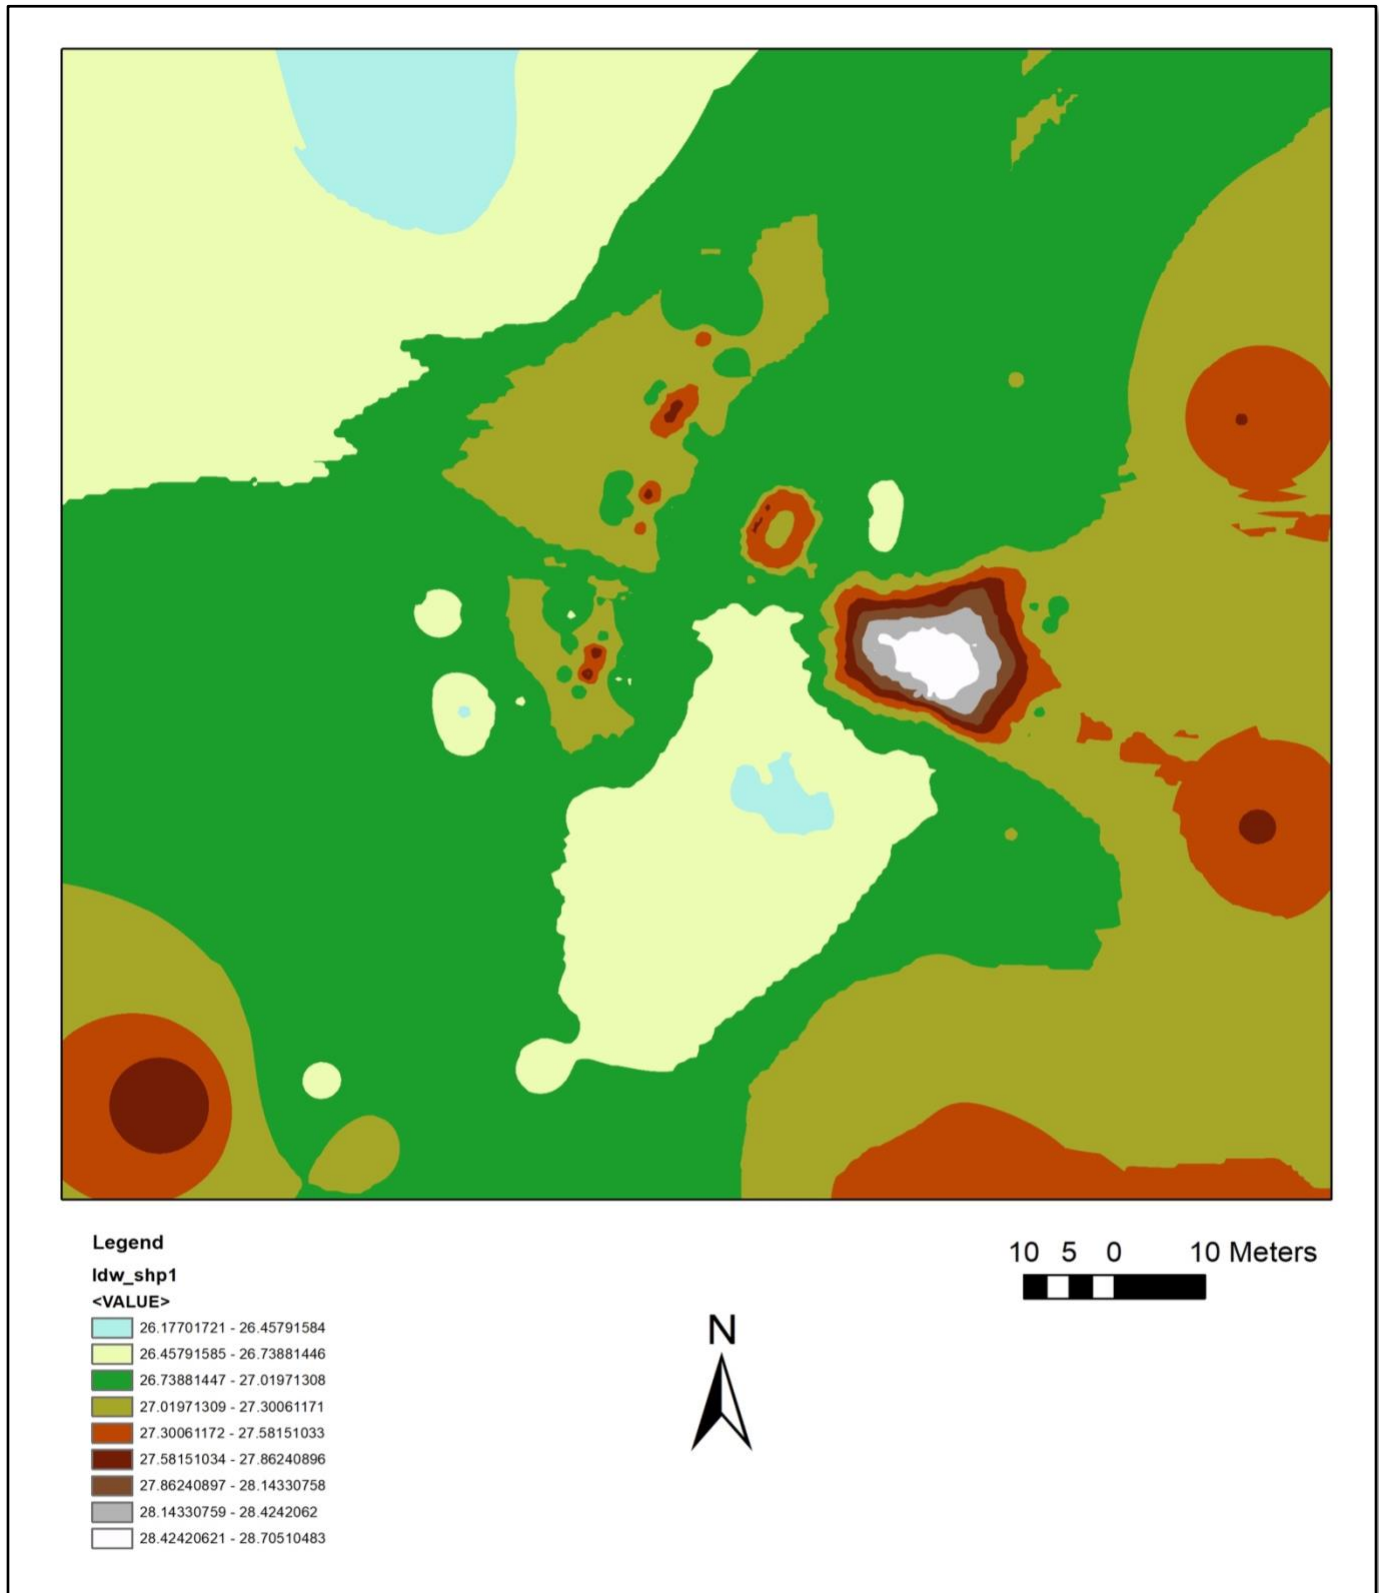 Legend
Idw_shp1
<VALUE>
26.17701721 - 26.45791584
26.45791585 - 26.73881446
26.73881447 - 27.01971308
27.01971309 - 27.30061171
27.30061172 - 27.58151033
27.58151034 - 27.86240896
27.86240897 - 28.14330758
28.14330759 - 28.4242062
28.42420621 - 28.70510483
N
10 5 0 10 Meters